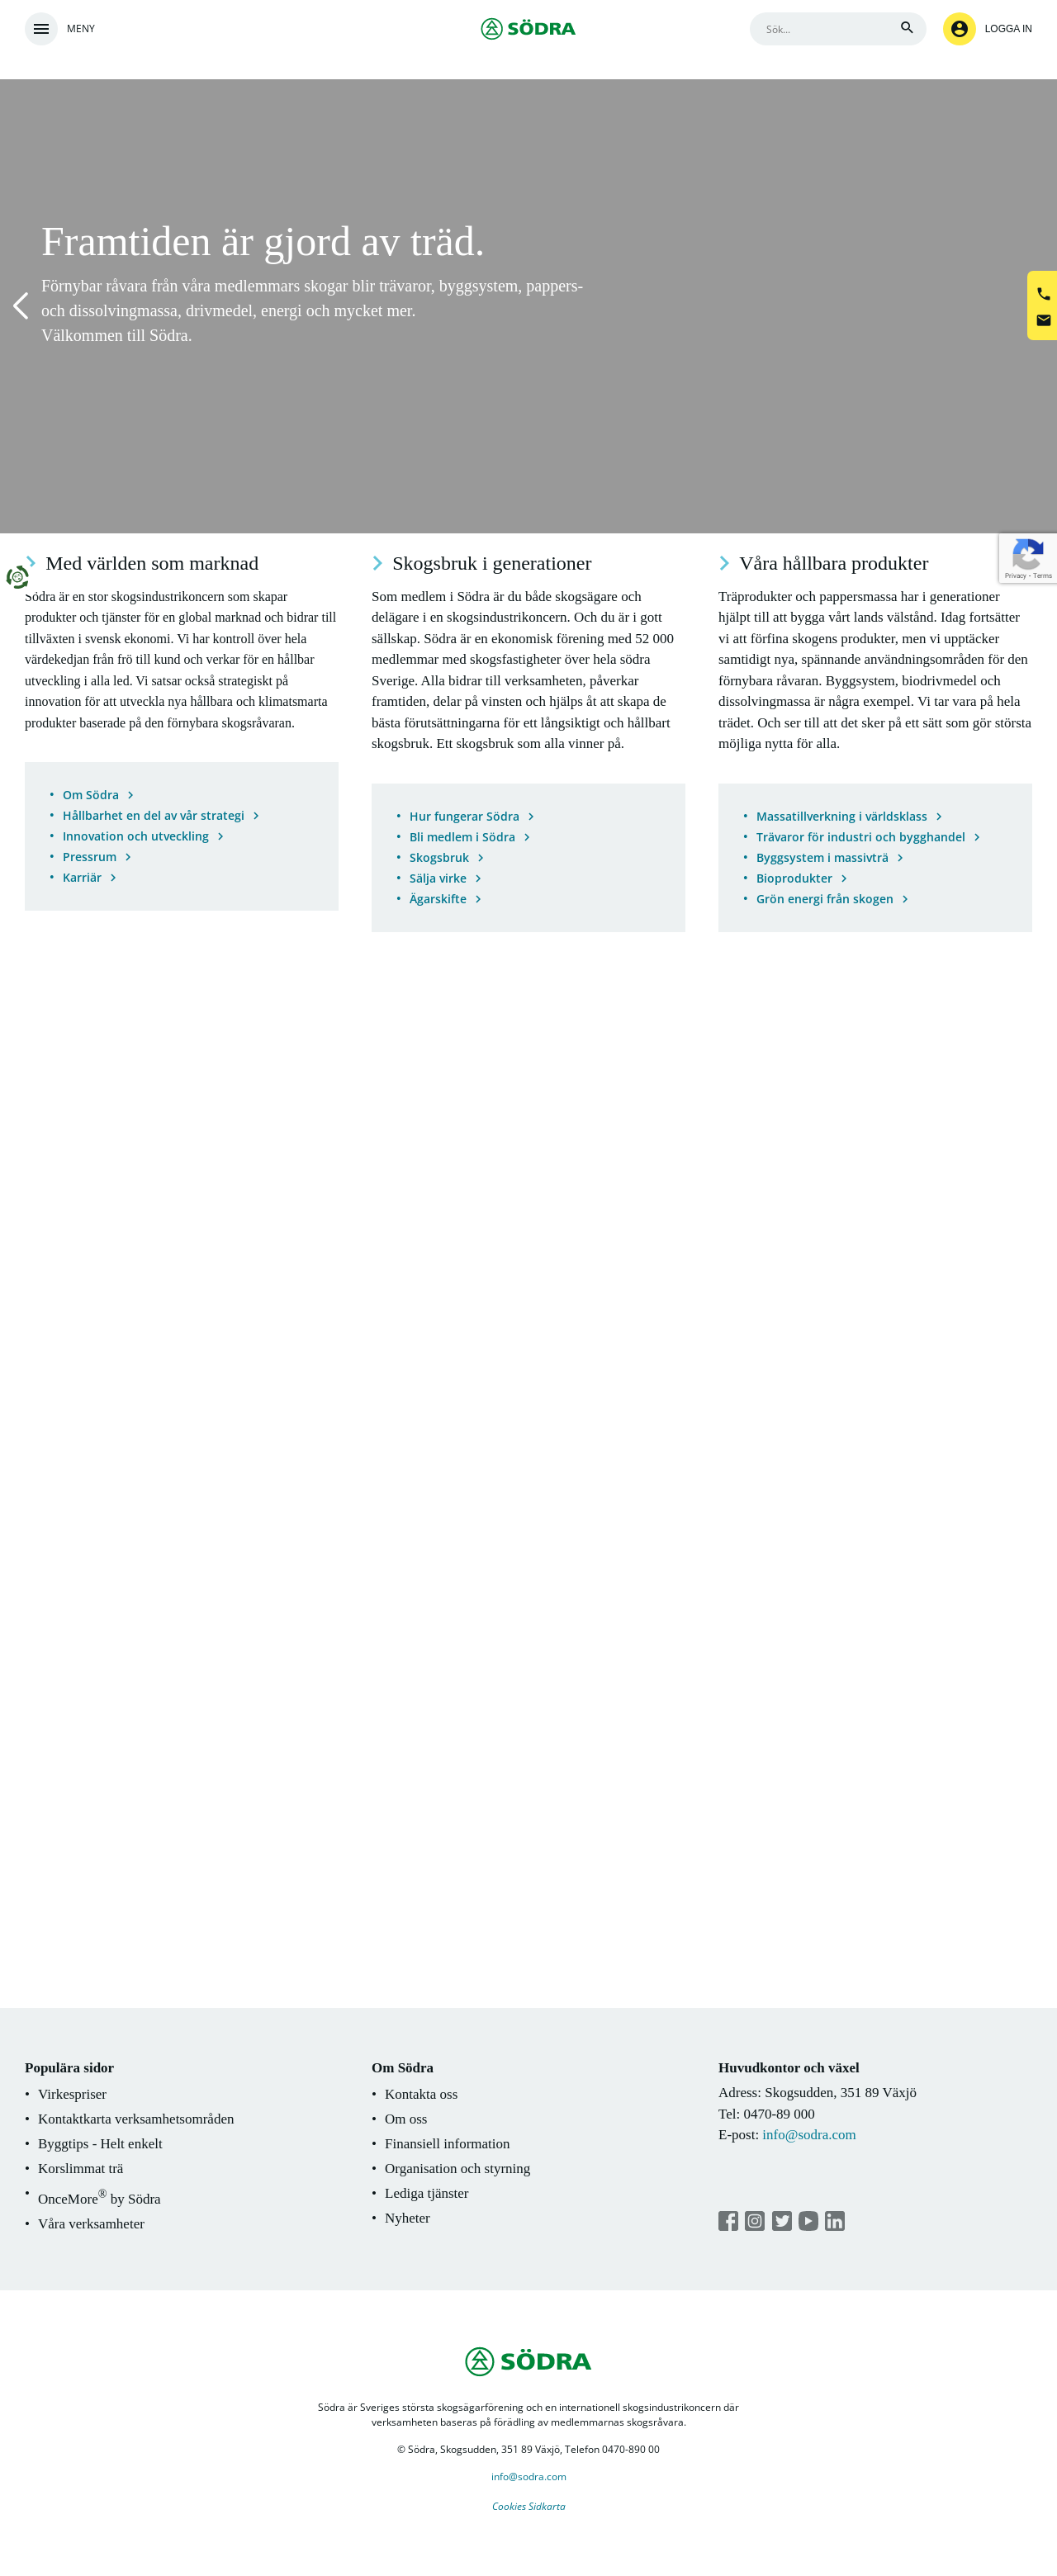 MENY
SÖDRA
Sök...
LOGGA IN
Framtiden är gjord av träd.
Förnybar råvara från våra medlemmars skogar blir trävaror, byggsystem, pappers-
och dissolvingmassa, drivmedel, energi och mycket mer.
Välkommen till Södra.
Med världen som marknad
Södra är en stor skogsindustrikoncern som skapar
produkter och tjänster för en global marknad och bidrar till
tillväxten i svensk ekonomi. Vi har kontroll över hela
värdekedjan från frö till kund och verkar för en hållbar
utveckling i alla led. Vi satsar också strategiskt på
innovation för att utveckla nya hållbara och klimatsmarta
produkter baserade på den förnybara skogsråvaran.
• Om Södra
• Hållbarhet en del av vår strategi
• Innovation och utveckling
• Pressrum
• Karriär
Skogsbruk i generationer
Som medlem i Södra är du både skogsägare och
delägare i en skogsindustrikoncern. Och du är i gott
sällskap. Södra är en ekonomisk förening med 52 000
medlemmar med skogsfastigheter över hela södra
Sverige. Alla bidrar till verksamheten, påverkar
framtiden, delar på vinsten och hjälps åt att skapa de
bästa förutsättningarna för ett långsiktigt och hållbart
skogsbruk. Ett skogsbruk som alla vinner på.
• Hur fungerar Södra
• Bli medlem i Södra
• Skogsbruk
• Sälja virke
• Ägarskifte
Våra hållbara produkter
Träprodukter och pappersmassa har i generationer
hjälpt till att bygga vårt lands välstånd. Idag fortsätter
vi att förfina skogens produkter, men vi upptäcker
samtidigt nya, spännande användningsområden för den
förnybara råvaran. Byggsystem, biodrivmedel och
dissolvingmassa är några exempel. Vi tar vara på hela
trädet. Och ser till att det sker på ett sätt som gör största
möjliga nytta för alla.
• Massatillverkning i världsklass
• Trävaror för industri och bygghandel
• Byggsystem i massivträ
• Bioprodukter
• Grön energi från skogen
Privacy - Terms
Populära sidor
• Virkespriser
• Kontaktkarta verksamhetsområden
• Byggtips - Helt enkelt
• Korslimmat trä
• OnceMore® by Södra
• Våra verksamheter
Om Södra
• Kontakta oss
• Om oss
• Finansiell information
• Organisation och styrning
• Lediga tjänster
• Nyheter
Huvudkontor och växel
Adress: Skogsudden, 351 89 Växjö
Tel: 0470-89 000
E-post: info@sodra.com
SÖDRA
Södra är Sveriges största skogsägarförening och en internationell skogsindustrikoncern där
verksamheten baseras på förädling av medlemmarnas skogsråvara.
© Södra, Skogsudden, 351 89 Växjö, Telefon 0470-890 00
info@sodra.com
Cookies Sidkarta